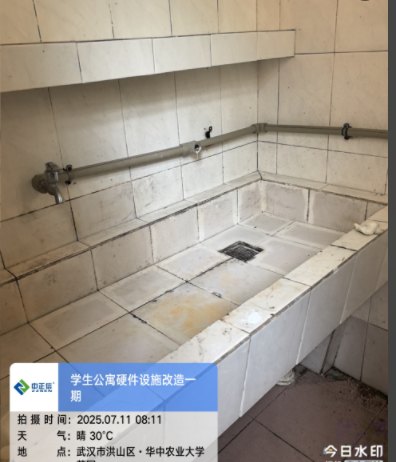 中正信
学生公寓硬件设施改造一
期
拍 摄 时 间：2025.07.11 08:11
天 气：晴 30°C
地 点：武汉市洪山区·华中农业大学
今日水印